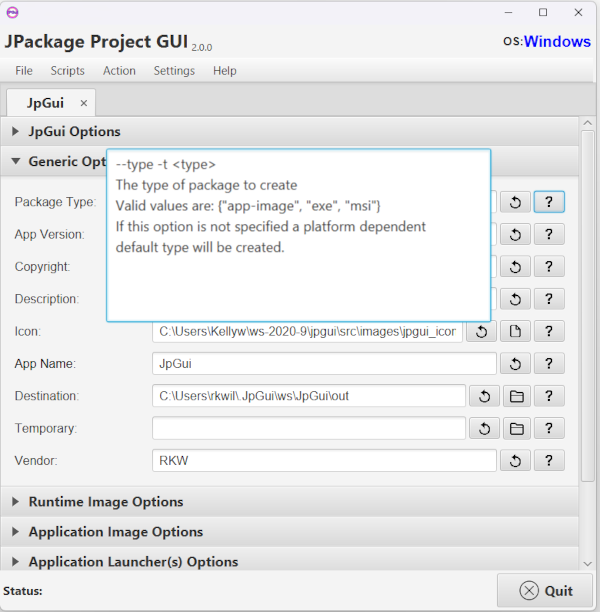 JPackage Project GUI 2.0.0
OS:Windows
File Scripts Action Settings Help
JpGui ×
JpGui Options
Generic Opt
--type -t <type>
The type of package to create
Valid values are: {"app-image", "exe", "msi"}
If this option is not specified a platform dependent
default type will be created.
Package Type: ?
App Version: ?
Copyright: ?
Description: ?
Icon: C:\Users\Kellyw\ws-2020-9\jpgui\src\images\jpgui_icor ?
App Name: JpGui ?
Destination: C:\Users\rkwil\.JpGui\ws\JpGui\out ?
Temporary: ?
Vendor: RKW ?
Runtime Image Options
Application Image Options
Application Launcher(s) Options
Status:
Quit